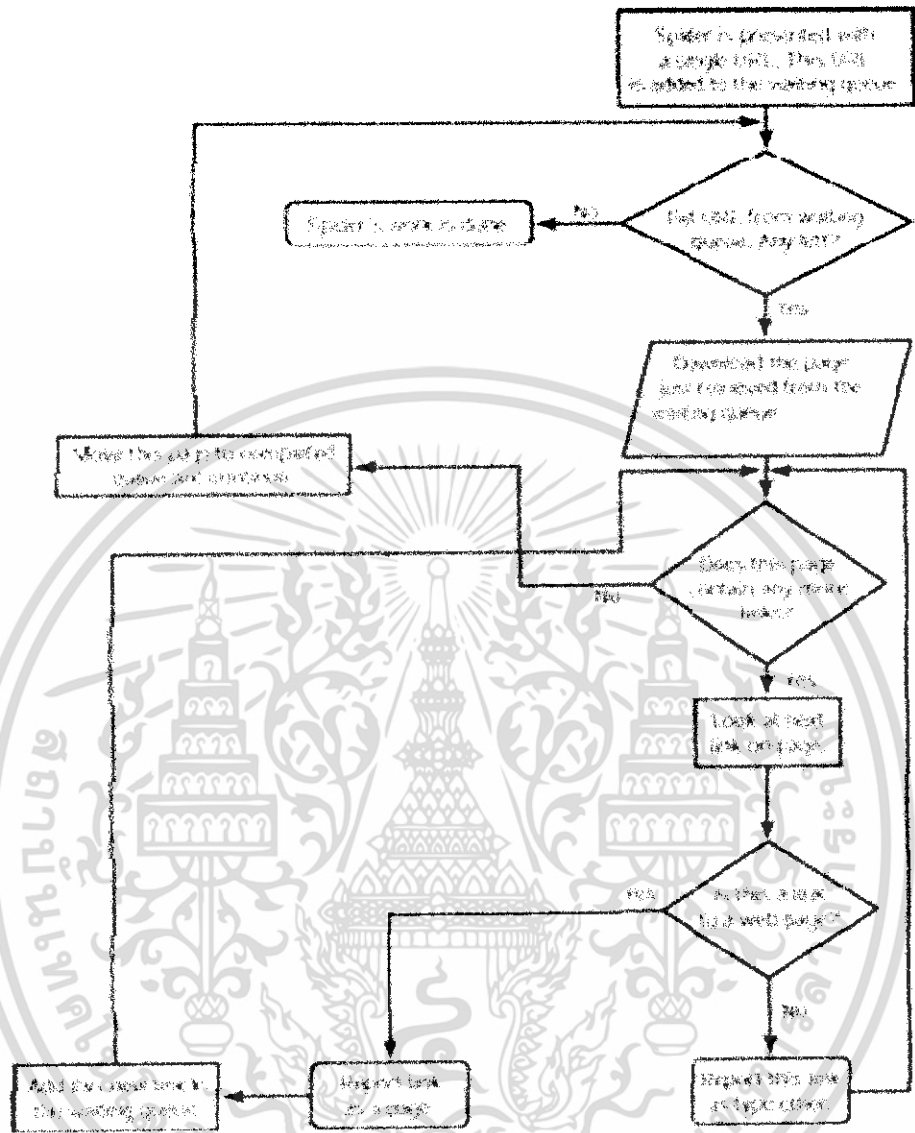 Spider is presented with
a single URL. This URL
is added to the waiting queue
Get URL from waiting
queue. Any left?
No
Spider's work is done
Yes
Download the page
just removed from the
waiting queue
Move this page to completed
queue and continue
Does this page
contain any more
links?
No
Yes
Look at next
link on page
Is this a link
to a web page?
Yes
No
Report link
as a page
Report this link
as type other
Add the new link to
the waiting queue